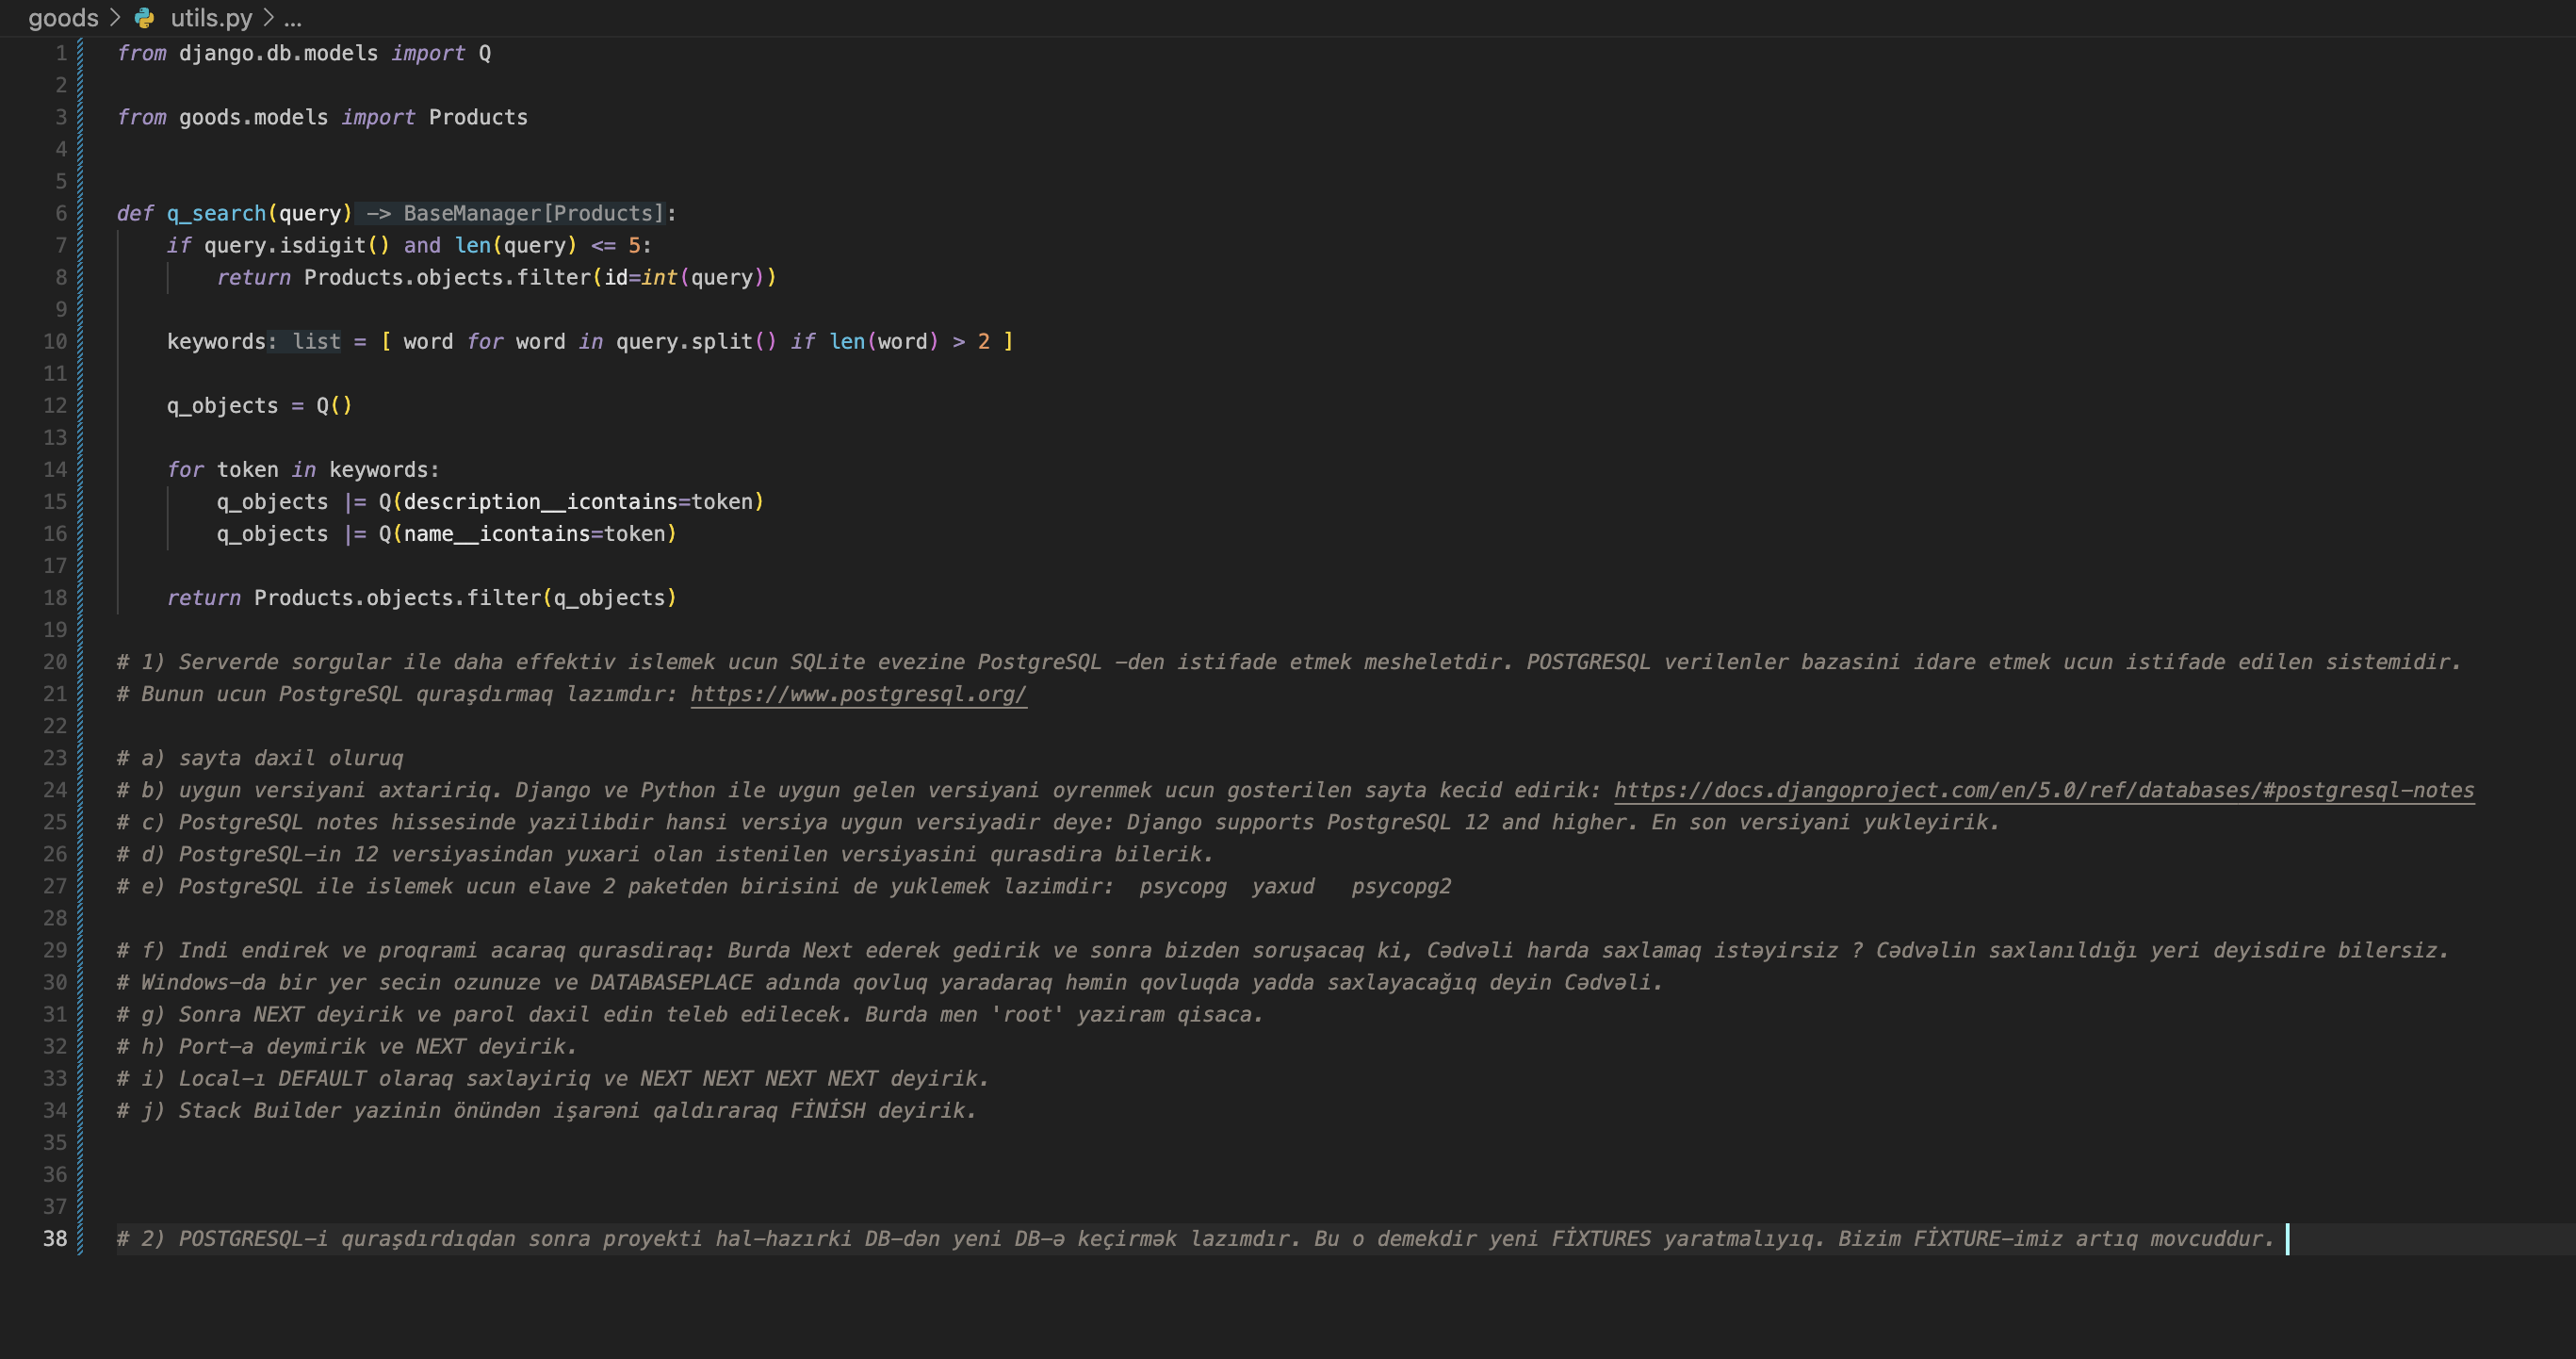 goods > utils.py > ...
1 from django.db.models import Q
2
3 from goods.models import Products
4
5
6 def q_search(query) -> BaseManager[Products]:
7     if query.isdigit() and len(query) <= 5:
8         return Products.objects.filter(id=int(query))
9
10     keywords: list = [ word for word in query.split() if len(word) > 2 ]
11
12     q_objects = Q()
13
14     for token in keywords:
15         q_objects |= Q(description__icontains=token)
16         q_objects |= Q(name__icontains=token)
17
18     return Products.objects.filter(q_objects)
19
20 # 1) Serverde sorgular ile daha effektiv islemek ucun SQLite evezine PostgreSQL -den istifade etmek mesheletdir. POSTGRESQL verilenler bazasini idare etmek ucun istifade edilen sistemidir.
21 # Bunun ucun PostgreSQL quraşdırmaq lazımdır: https://www.postgresql.org/
22
23 # a) sayta daxil oluruq
24 # b) uygun versiyani axtaririq. Django ve Python ile uygun gelen versiyani oyrenmek ucun gosterilen sayta kecid edirik: https://docs.djangoproject.com/en/5.0/ref/databases/#postgresql-notes
25 # c) PostgreSQL notes hissesinde yazilibdir hansi versiya uygun versiyadir deye: Django supports PostgreSQL 12 and higher. En son versiyani yukleyirik.
26 # d) PostgreSQL-in 12 versiyasindan yuxari olan istenilen versiyasini qurasdira bilerik.
27 # e) PostgreSQL ile islemek ucun elave 2 paketden birisini de yuklemek lazimdir:  psycopg  yaxud   psycopg2
28
29 # f) Indi endirek ve proqrami acaraq qurasdiraq: Burda Next ederek gedirik ve sonra bizden soruşacaq ki, Cədvəli harda saxlamaq istəyirsiz ? Cədvəlin saxlanıldığı yeri deyisdire bilersiz.
30 # Windows-da bir yer secin ozunuze ve DATABASEPLACE adında qovluq yaradaraq həmin qovluqda yadda saxlayacağıq deyin Cədvəli.
31 # g) Sonra NEXT deyirik ve parol daxil edin teleb edilecek. Burda men 'root' yaziram qisaca.
32 # h) Port-a deymirik ve NEXT deyirik.
33 # i) Local-ı DEFAULT olaraq saxlayiriq ve NEXT NEXT NEXT NEXT deyirik.
34 # j) Stack Builder yazinin önündən işarəni qaldıraraq FİNİSH deyirik.
35
36
37
38 # 2) POSTGRESQL-i quraşdırdıqdan sonra proyekti hal-hazırki DB-dən yeni DB-ə keçirmək lazımdır. Bu o demekdir yeni FİXTURES yaratmalıyıq. Bizim FİXTURE-imiz artıq movcuddur.